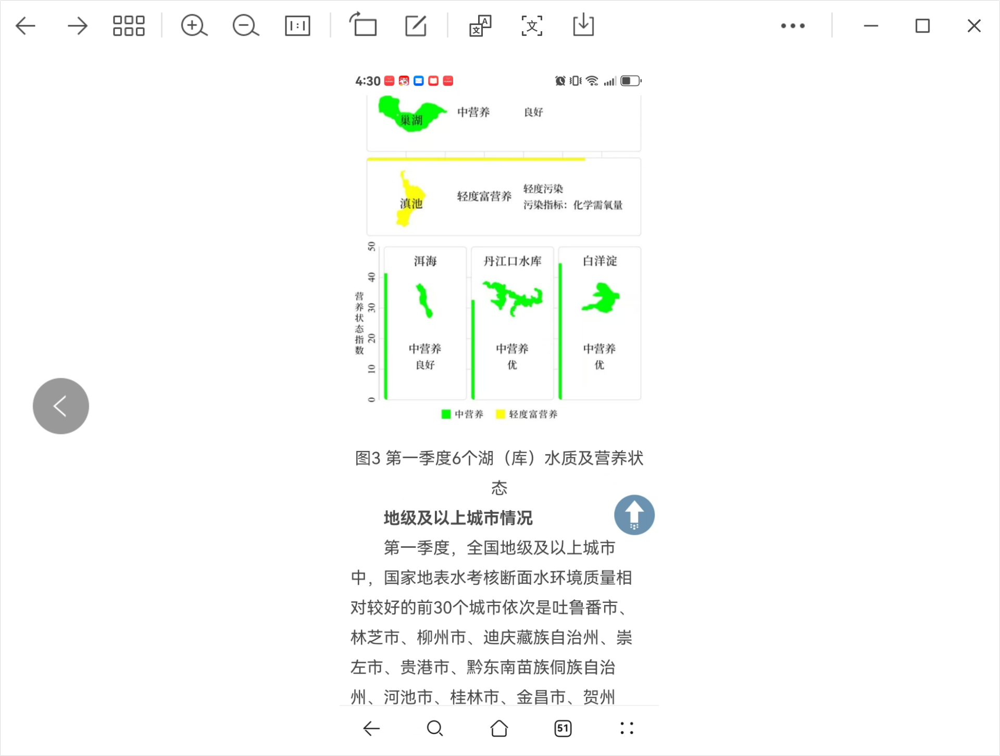 4:30
巢湖 中营养 良好
滇池 轻度富营养 轻度污染
污染指标：化学需氧量
营养状态指数
50
40
30
20
10
0
洱海
中营养
良好
丹江口水库
中营养
优
白洋淀
中营养
优
中营养 轻度富营养
图3 第一季度6个湖（库）水质及营养状
态
地级及以上城市情况
第一季度，全国地级及以上城市
中，国家地表水考核断面水环境质量相
对较好的前30个城市依次是吐鲁番市、
林芝市、柳州市、迪庆藏族自治州、崇
左市、贵港市、黔东南苗族侗族自治
州、河池市、桂林市、金昌市、贺州
51